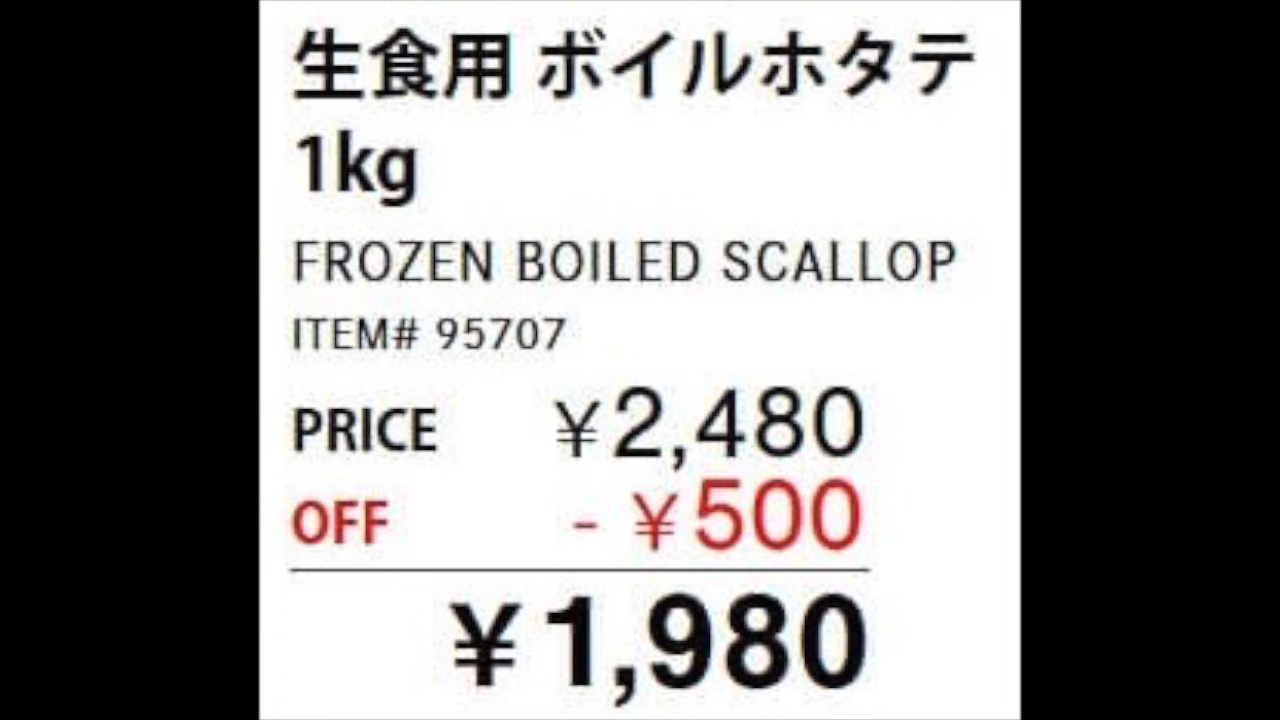 生食用 ボイルホタテ
1kg
FROZEN BOILED SCALLOP
ITEM# 95707
PRICE ¥2,480
OFF - ¥500
¥1,980